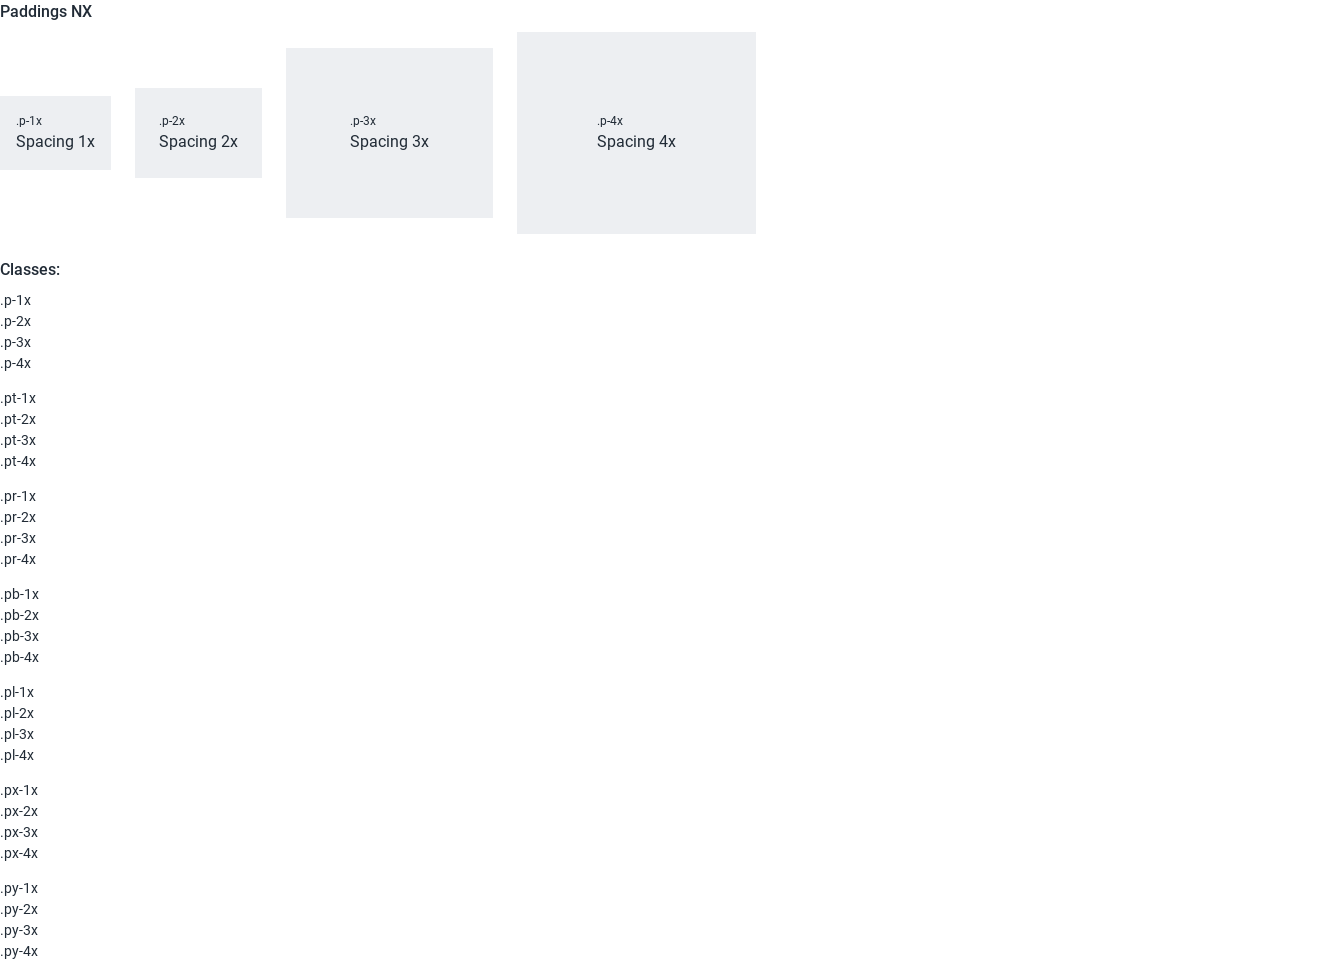 Paddings NX
.p-1x
Spacing 1x
.p-2x
Spacing 2x
.p-3x
Spacing 3x
.p-4x
Spacing 4x
Classes:
.p-1x
.p-2x
.p-3x
.p-4x
.pt-1x
.pt-2x
.pt-3x
.pt-4x
.pr-1x
.pr-2x
.pr-3x
.pr-4x
.pb-1x
.pb-2x
.pb-3x
.pb-4x
.pl-1x
.pl-2x
.pl-3x
.pl-4x
.px-1x
.px-2x
.px-3x
.px-4x
.py-1x
.py-2x
.py-3x
.py-4x